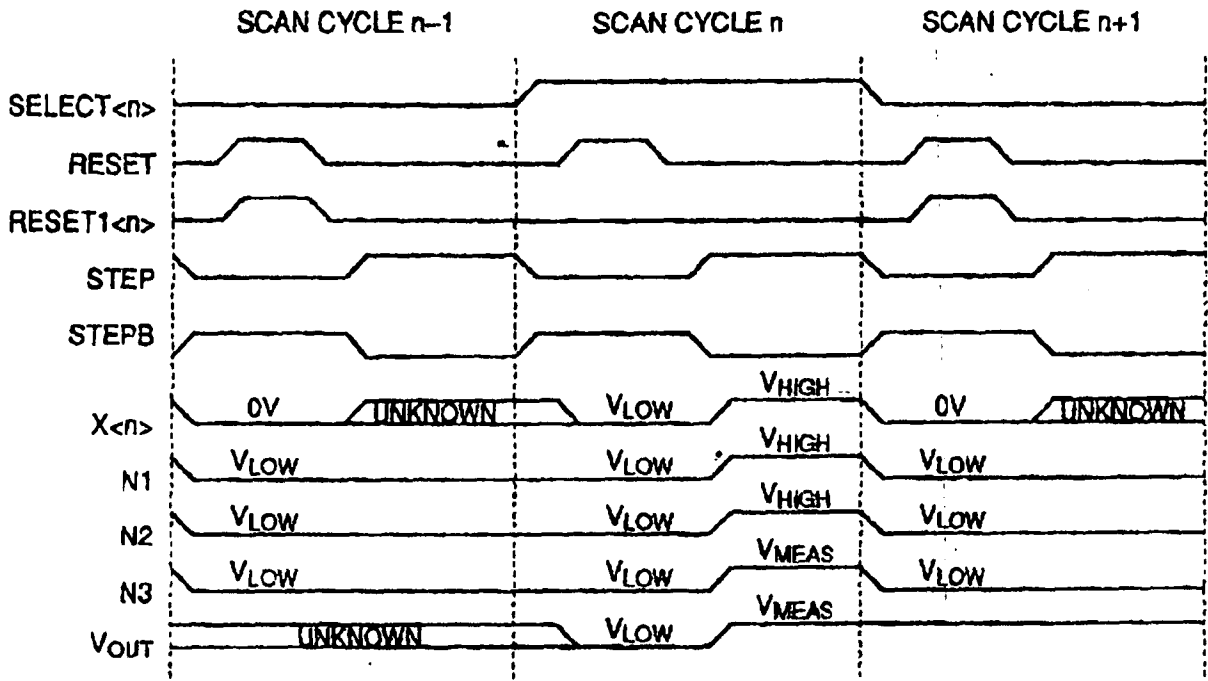 SCAN CYCLE n–1 SCAN CYCLE n SCAN CYCLE n+1
SELECT<n>
RESET
RESET1<n>
STEP
STEPB
X<n> 0V UNKNOWN VLOW VHIGH 0V UNKNOWN
N1 VLOW VLOW VHIGH VLOW
N2 VLOW VLOW VHIGH VLOW
N3 VLOW VLOW VMEAS VLOW
VOUT UNKNOWN VLOW VMEAS